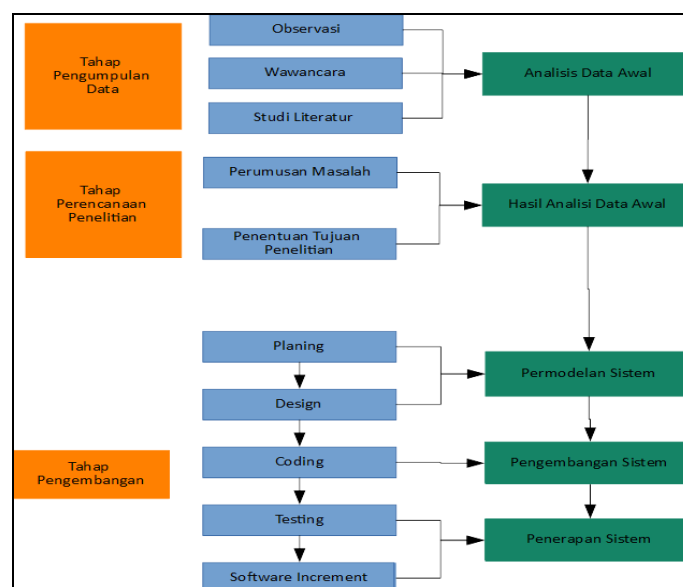 Tahap
Pengumpulan
Data
Observasi
Wawancara
Studi Literatur
Analisis Data Awal
Tahap
Perencanaan
Penelitian
Perumusan Masalah
Penentuan Tujuan
Penelitian
Hasil Analisi Data Awal
Tahap
Pengembangan
Planing
Design
Coding
Testing
Software Increment
Permodelan Sistem
Pengembangan Sistem
Penerapan Sistem